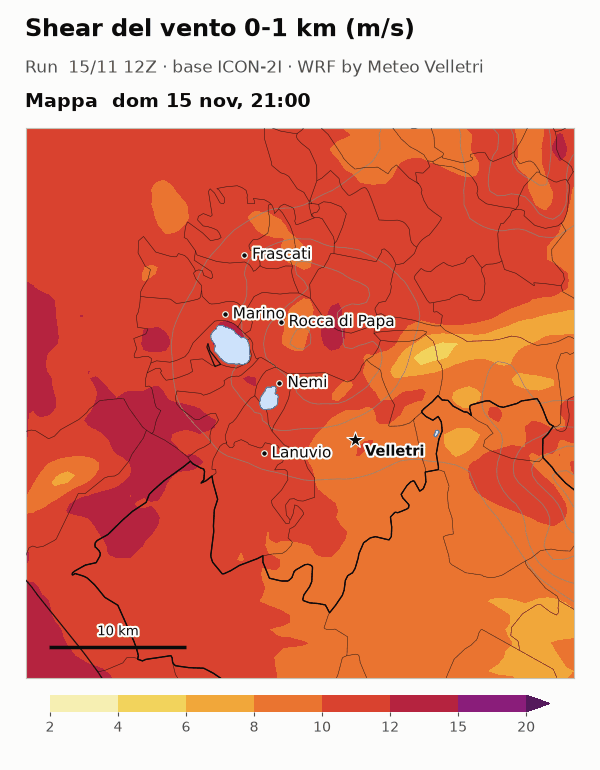 Shear del vento 0-1 km (m/s)
Run  15/11 12Z · base ICON-2I · WRF by Meteo Velletri
Mappa  dom 15 nov, 21:00
Frascati
Marino
Rocca di Papa
Nemi
Velletri
Lanuvio
10 km
2 4 6 8 10 12 15 20